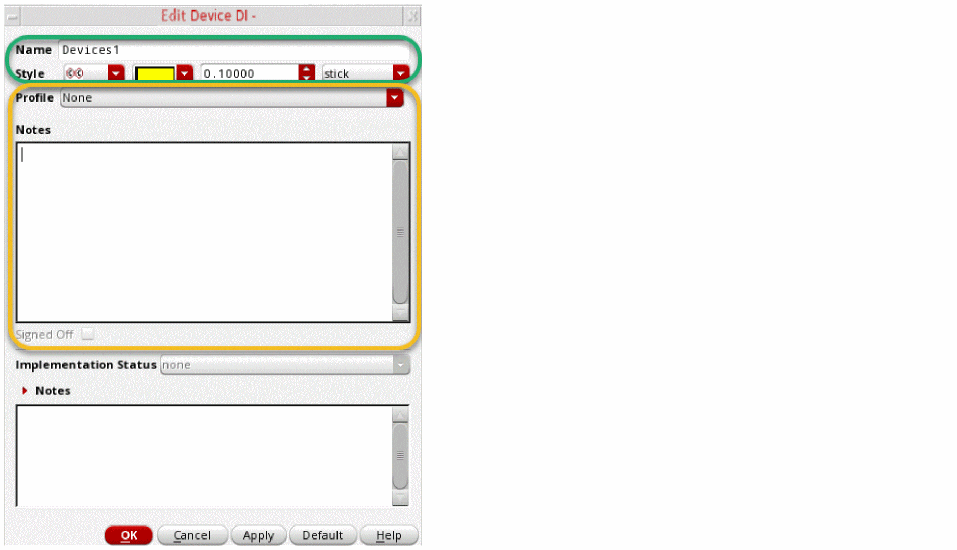 Edit Device DI -
Name Devices1
Style 0.10000 stick
Profile None
Notes
Signed Off
Implementation Status none
Notes
OK Cancel Apply Default Help